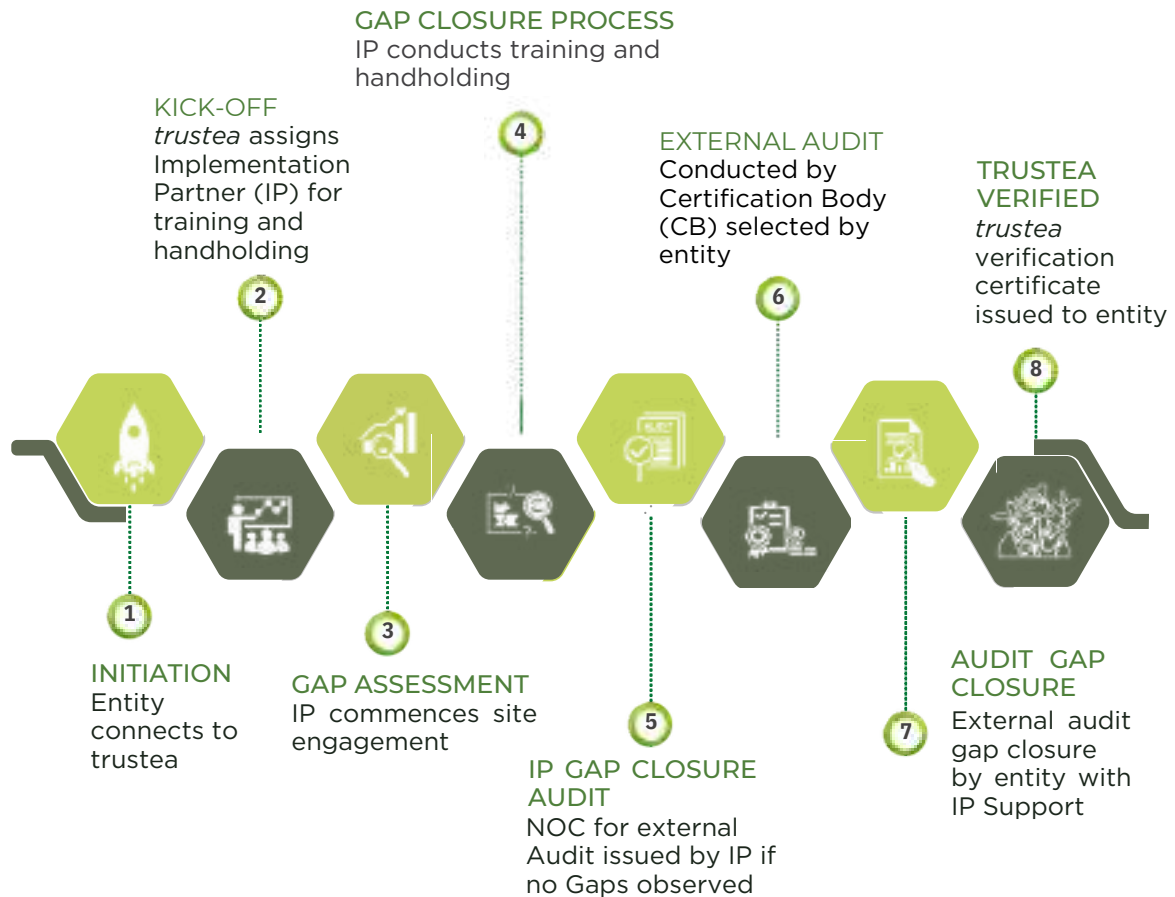 GAP CLOSURE PROCESS
IP conducts training and
handholding
4
KICK-OFF
trustea assigns
Implementation
Partner (IP) for
training and
handholding
2
EXTERNAL AUDIT
Conducted by
Certification Body
(CB) selected by
entity
6
TRUSTEA
VERIFIED
trustea
verification
certificate
issued to entity
8
1
INITIATION
Entity
connects to
trustea
3
GAP ASSESSMENT
IP commences site
engagement
5
IP GAP CLOSURE
AUDIT
NOC for external
Audit issued by IP if
no Gaps observed
7
AUDIT GAP
CLOSURE
External audit
gap closure
by entity with
IP Support